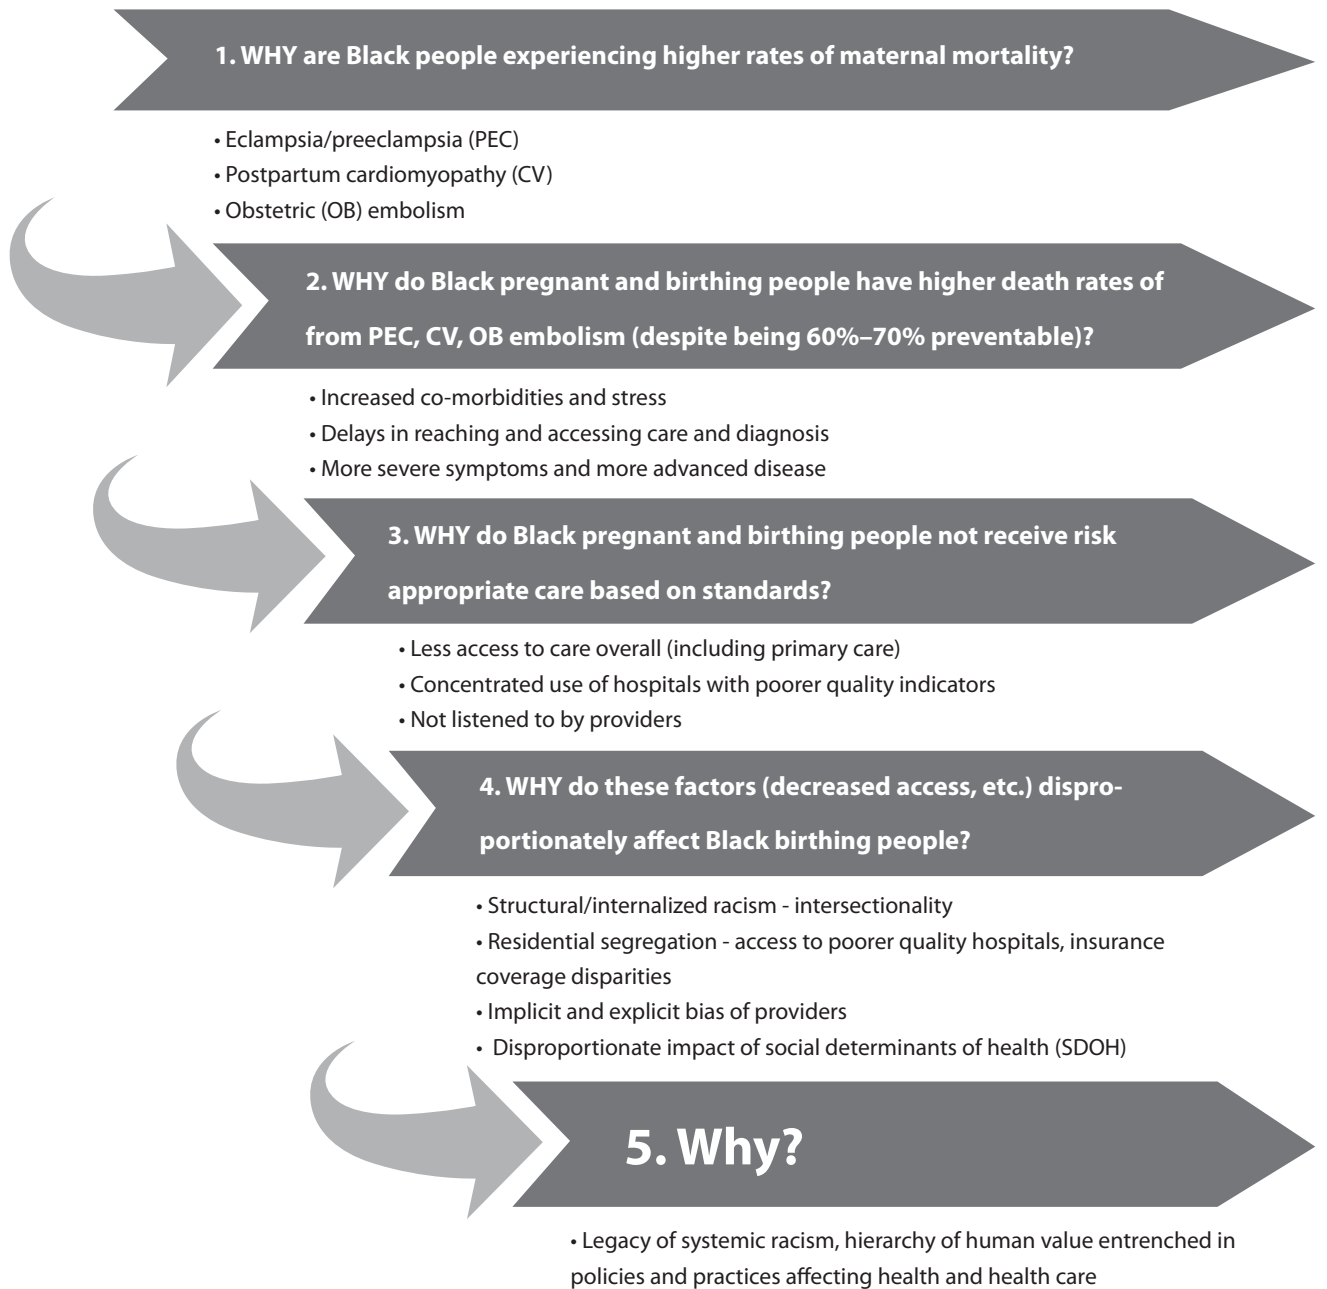 1. WHY are Black people experiencing higher rates of maternal mortality?
• Eclampsia/preeclampsia (PEC)
• Postpartum cardiomyopathy (CV)
• Obstetric (OB) embolism
2. WHY do Black pregnant and birthing people have higher death rates of
from PEC, CV, OB embolism (despite being 60%–70% preventable)?
• Increased co-morbidities and stress
• Delays in reaching and accessing care and diagnosis
• More severe symptoms and more advanced disease
3. WHY do Black pregnant and birthing people not receive risk
appropriate care based on standards?
• Less access to care overall (including primary care)
• Concentrated use of hospitals with poorer quality indicators
• Not listened to by providers
4. WHY do these factors (decreased access, etc.) dispro-
portionately affect Black birthing people?
• Structural/internalized racism - intersectionality
• Residential segregation - access to poorer quality hospitals, insurance
coverage disparities
• Implicit and explicit bias of providers
• Disproportionate impact of social determinants of health (SDOH)
5. Why?
• Legacy of systemic racism, hierarchy of human value entrenched in
policies and practices affecting health and health care